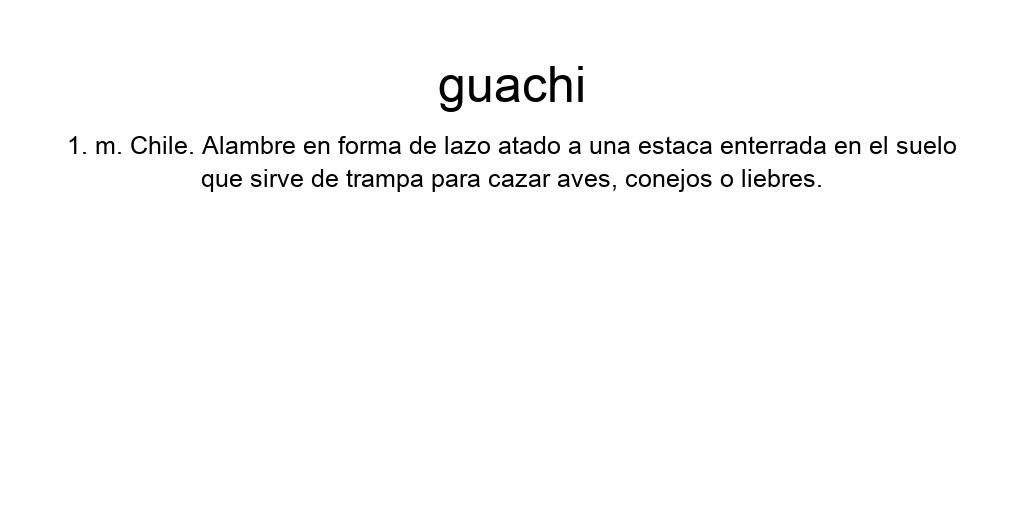 guachi
1. m. Chile. Alambre en forma de lazo atado a una estaca enterrada en el suelo
que sirve de trampa para cazar aves, conejos o liebres.